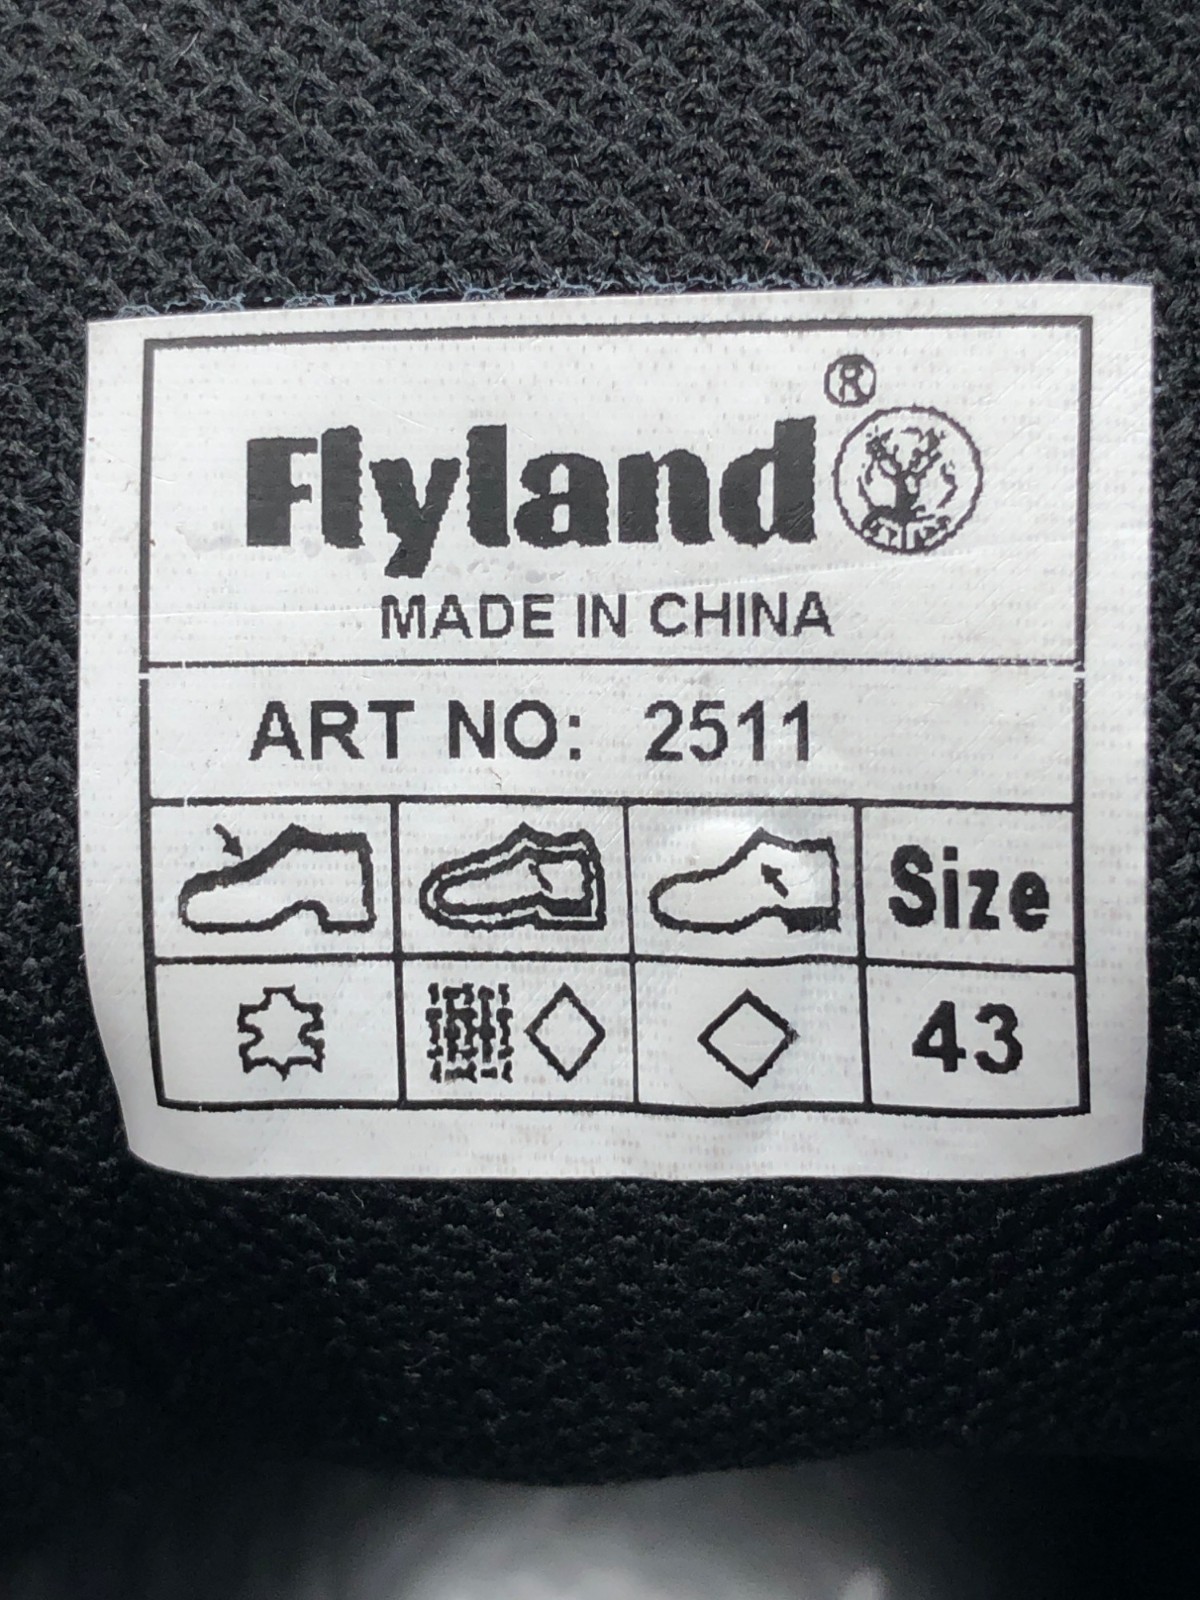 Flyland ®
MADE IN CHINA
ART NO: 2511
Size
43